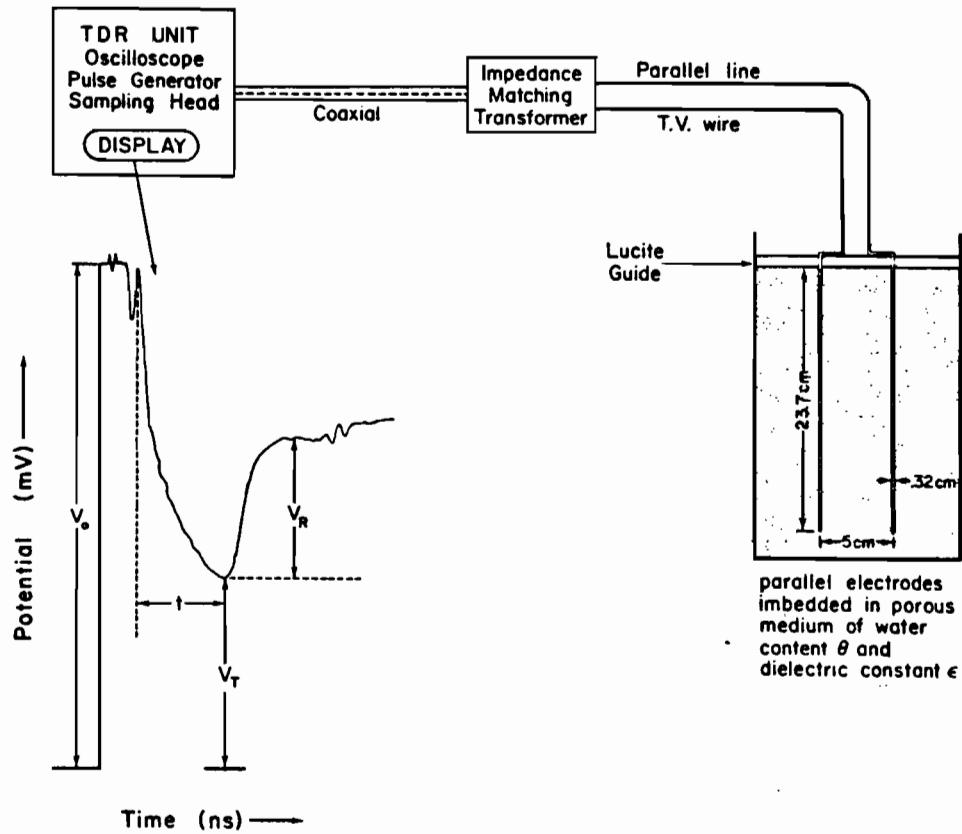 TDR UNIT
Oscilloscope
Pulse Generator
Sampling Head
DISPLAY
Coaxial
Impedance
Matching
Transformer
Parallel line
T.V. wire
Lucite
Guide
23.7cm
.32cm
5cm
parallel electrodes
imbedded in porous
medium of water
content θ and
dielectric constant ϵ
Potential (mV)
V₀
V_R
t
V_T
Time (ns)